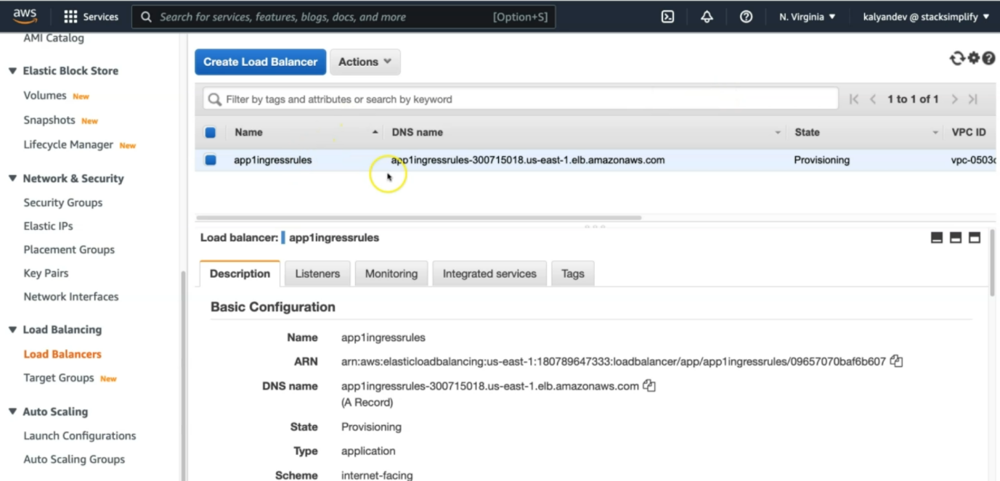 aws Services Search for services, features, blogs, docs, and more [Option+S] N. Virginia ▼ kalyandev @ stacksimplify ▼
AMI Catalog
Elastic Block Store
Volumes New
Snapshots New
Lifecycle Manager New
Network & Security
Security Groups
Elastic IPs
Placement Groups
Key Pairs
Network Interfaces
Load Balancing
Load Balancers
Target Groups New
Auto Scaling
Launch Configurations
Auto Scaling Groups
Create Load Balancer Actions
Filter by tags and attributes or search by keyword 1 to 1 of 1
Name DNS name State VPC ID
app1ingressrules app1ingressrules-300715018.us-east-1.elb.amazonaws.com Provisioning vpc-0503c
Load balancer: app1ingressrules
Description Listeners Monitoring Integrated services Tags
Basic Configuration
Name app1ingressrules
ARN arn:aws:elasticloadbalancing:us-east-1:180789647333:loadbalancer/app/app1ingressrules/09657070baf6b607
DNS name app1ingressrules-300715018.us-east-1.elb.amazonaws.com
(A Record)
State Provisioning
Type application
Scheme internet-facing